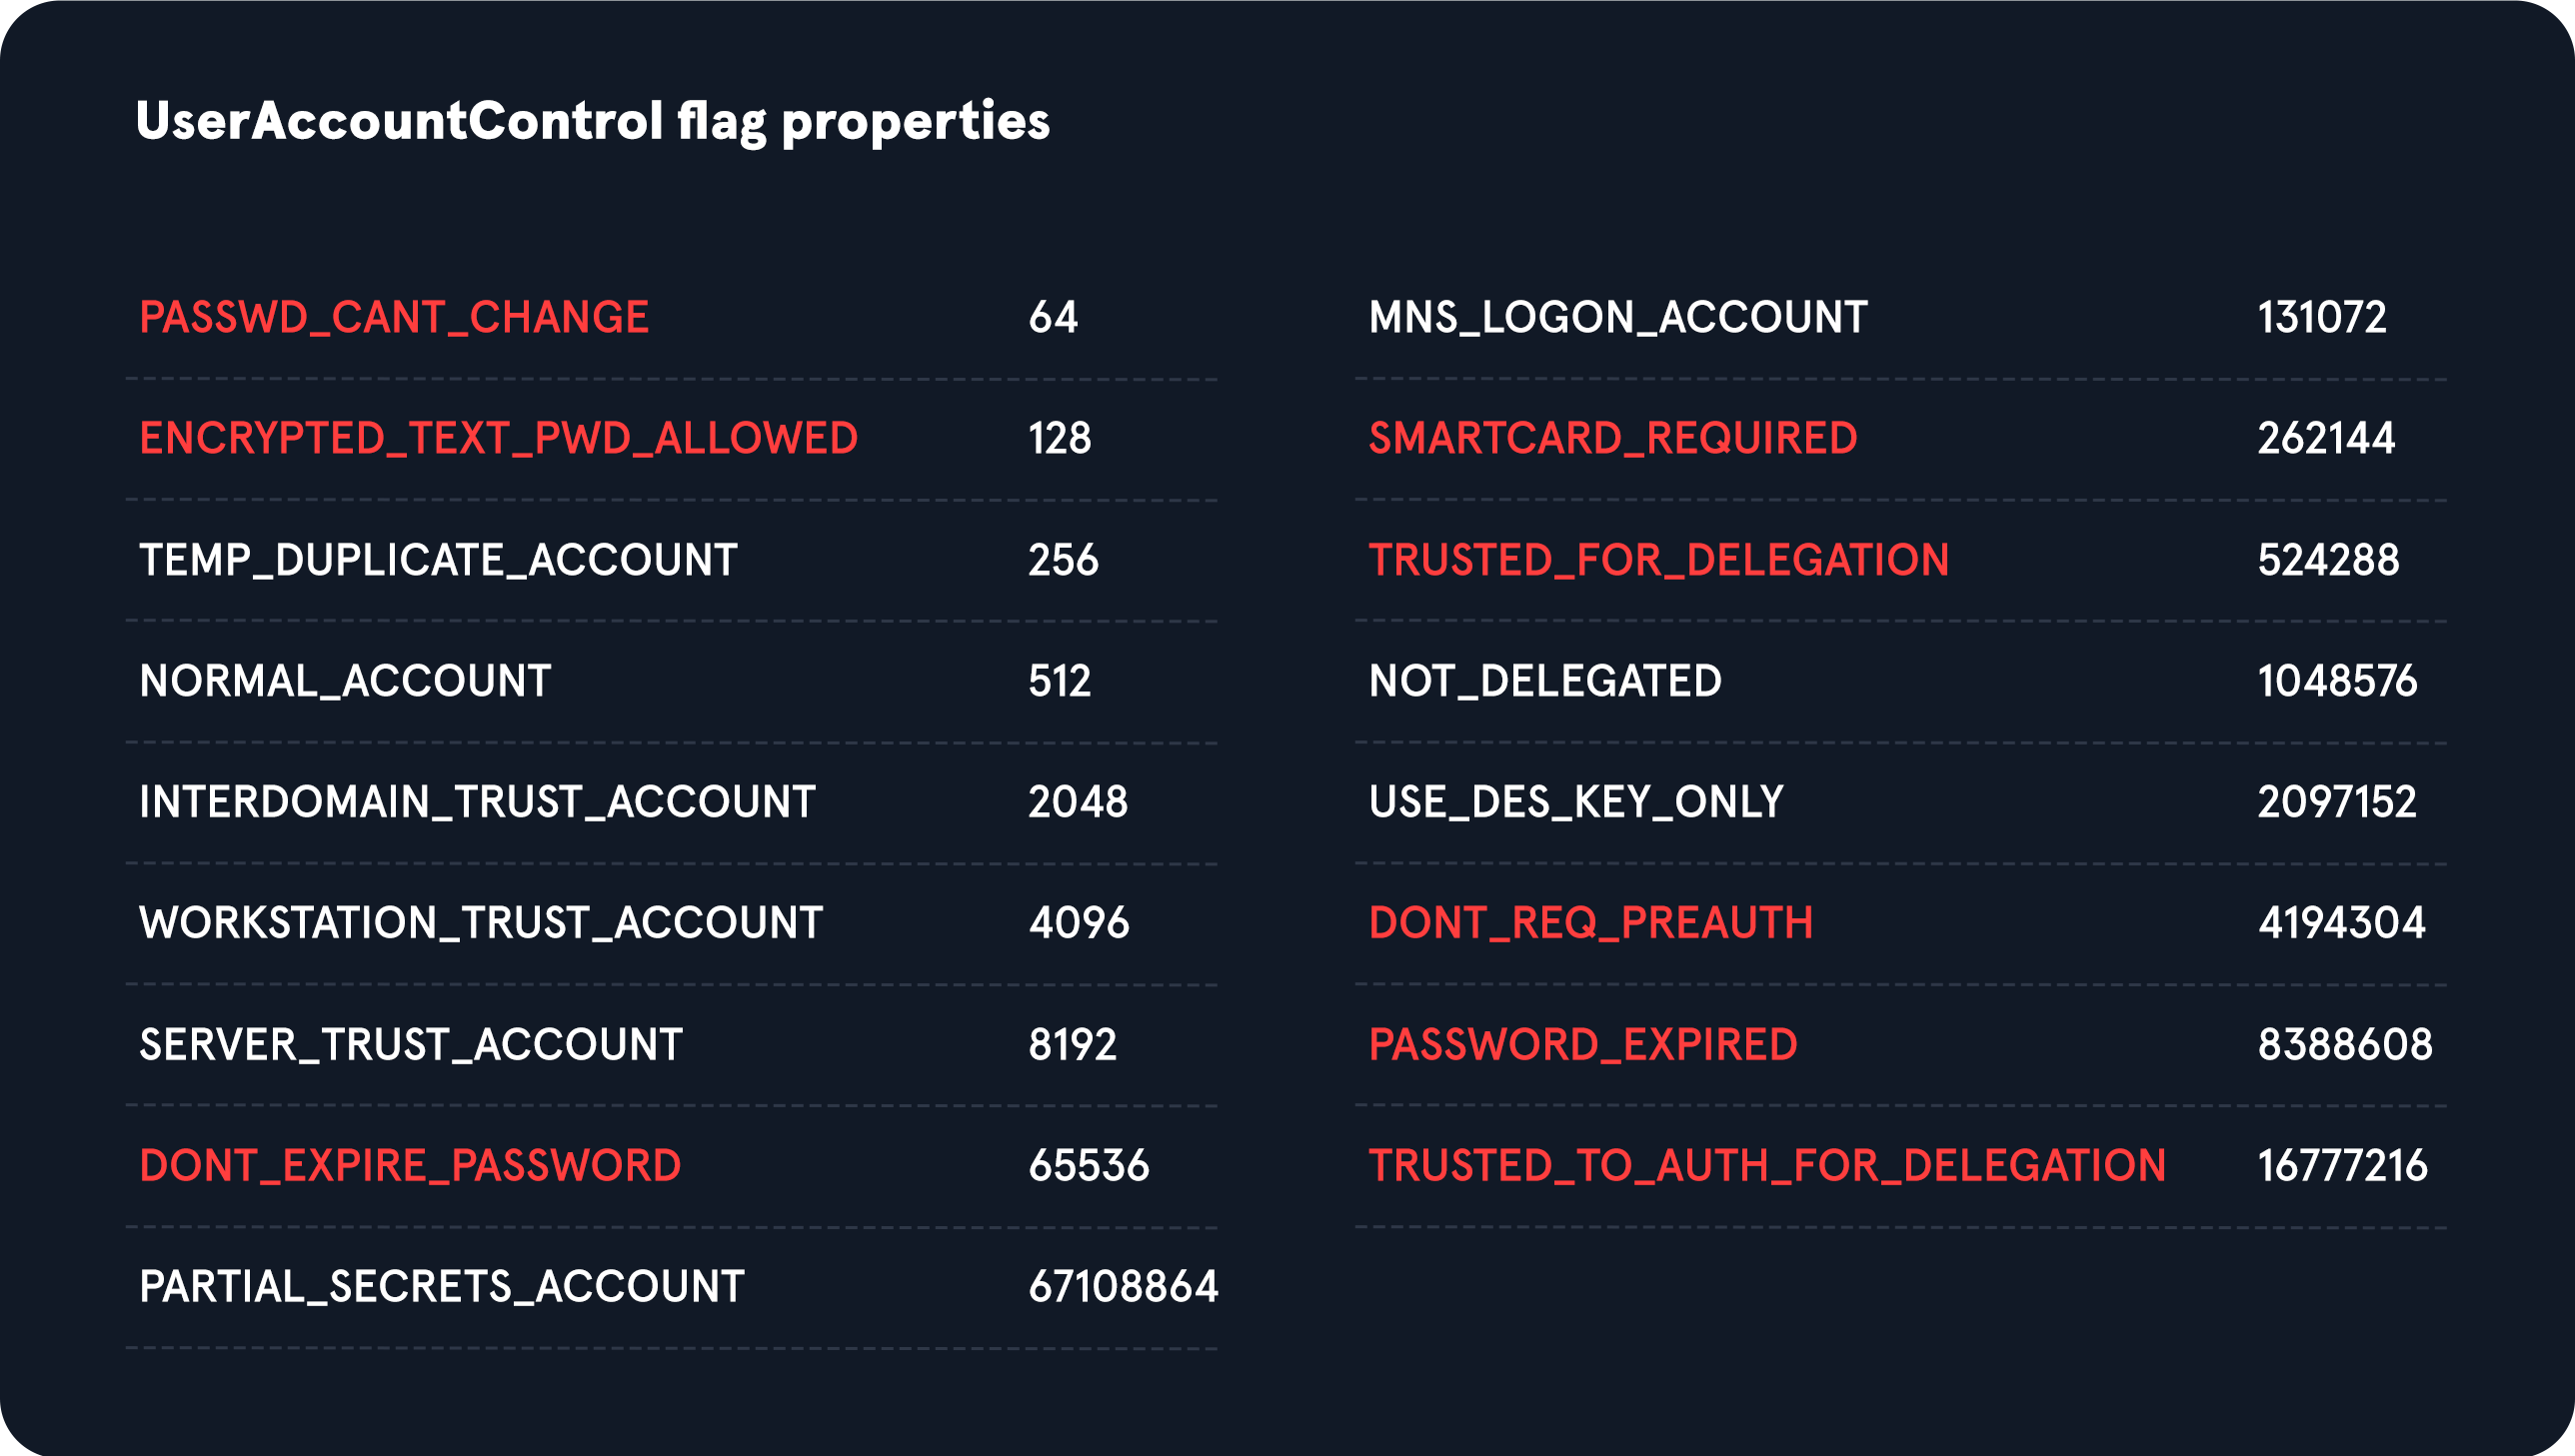 UserAccountControl flag properties
PASSWD_CANT_CHANGE 64
ENCRYPTED_TEXT_PWD_ALLOWED 128
TEMP_DUPLICATE_ACCOUNT 256
NORMAL_ACCOUNT 512
INTERDOMAIN_TRUST_ACCOUNT 2048
WORKSTATION_TRUST_ACCOUNT 4096
SERVER_TRUST_ACCOUNT 8192
DONT_EXPIRE_PASSWORD 65536
PARTIAL_SECRETS_ACCOUNT 67108864
MNS_LOGON_ACCOUNT 131072
SMARTCARD_REQUIRED 262144
TRUSTED_FOR_DELEGATION 524288
NOT_DELEGATED 1048576
USE_DES_KEY_ONLY 2097152
DONT_REQ_PREAUTH 4194304
PASSWORD_EXPIRED 8388608
TRUSTED_TO_AUTH_FOR_DELEGATION 16777216